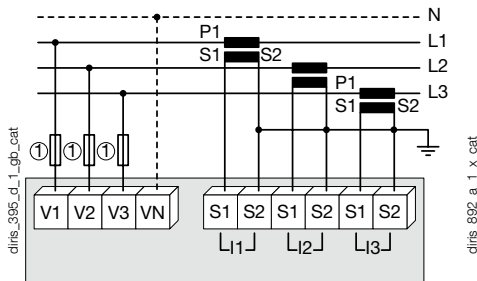 N
P1
L1
S1 S2
L2
P1
L3
S1 S2
① ① ①
diris_395_d_1_gb_cat
diris 892 a 1 x cat
V1 V2 V3 VN
S1 S2 S1 S2 S1 S2
I1 I2 I3